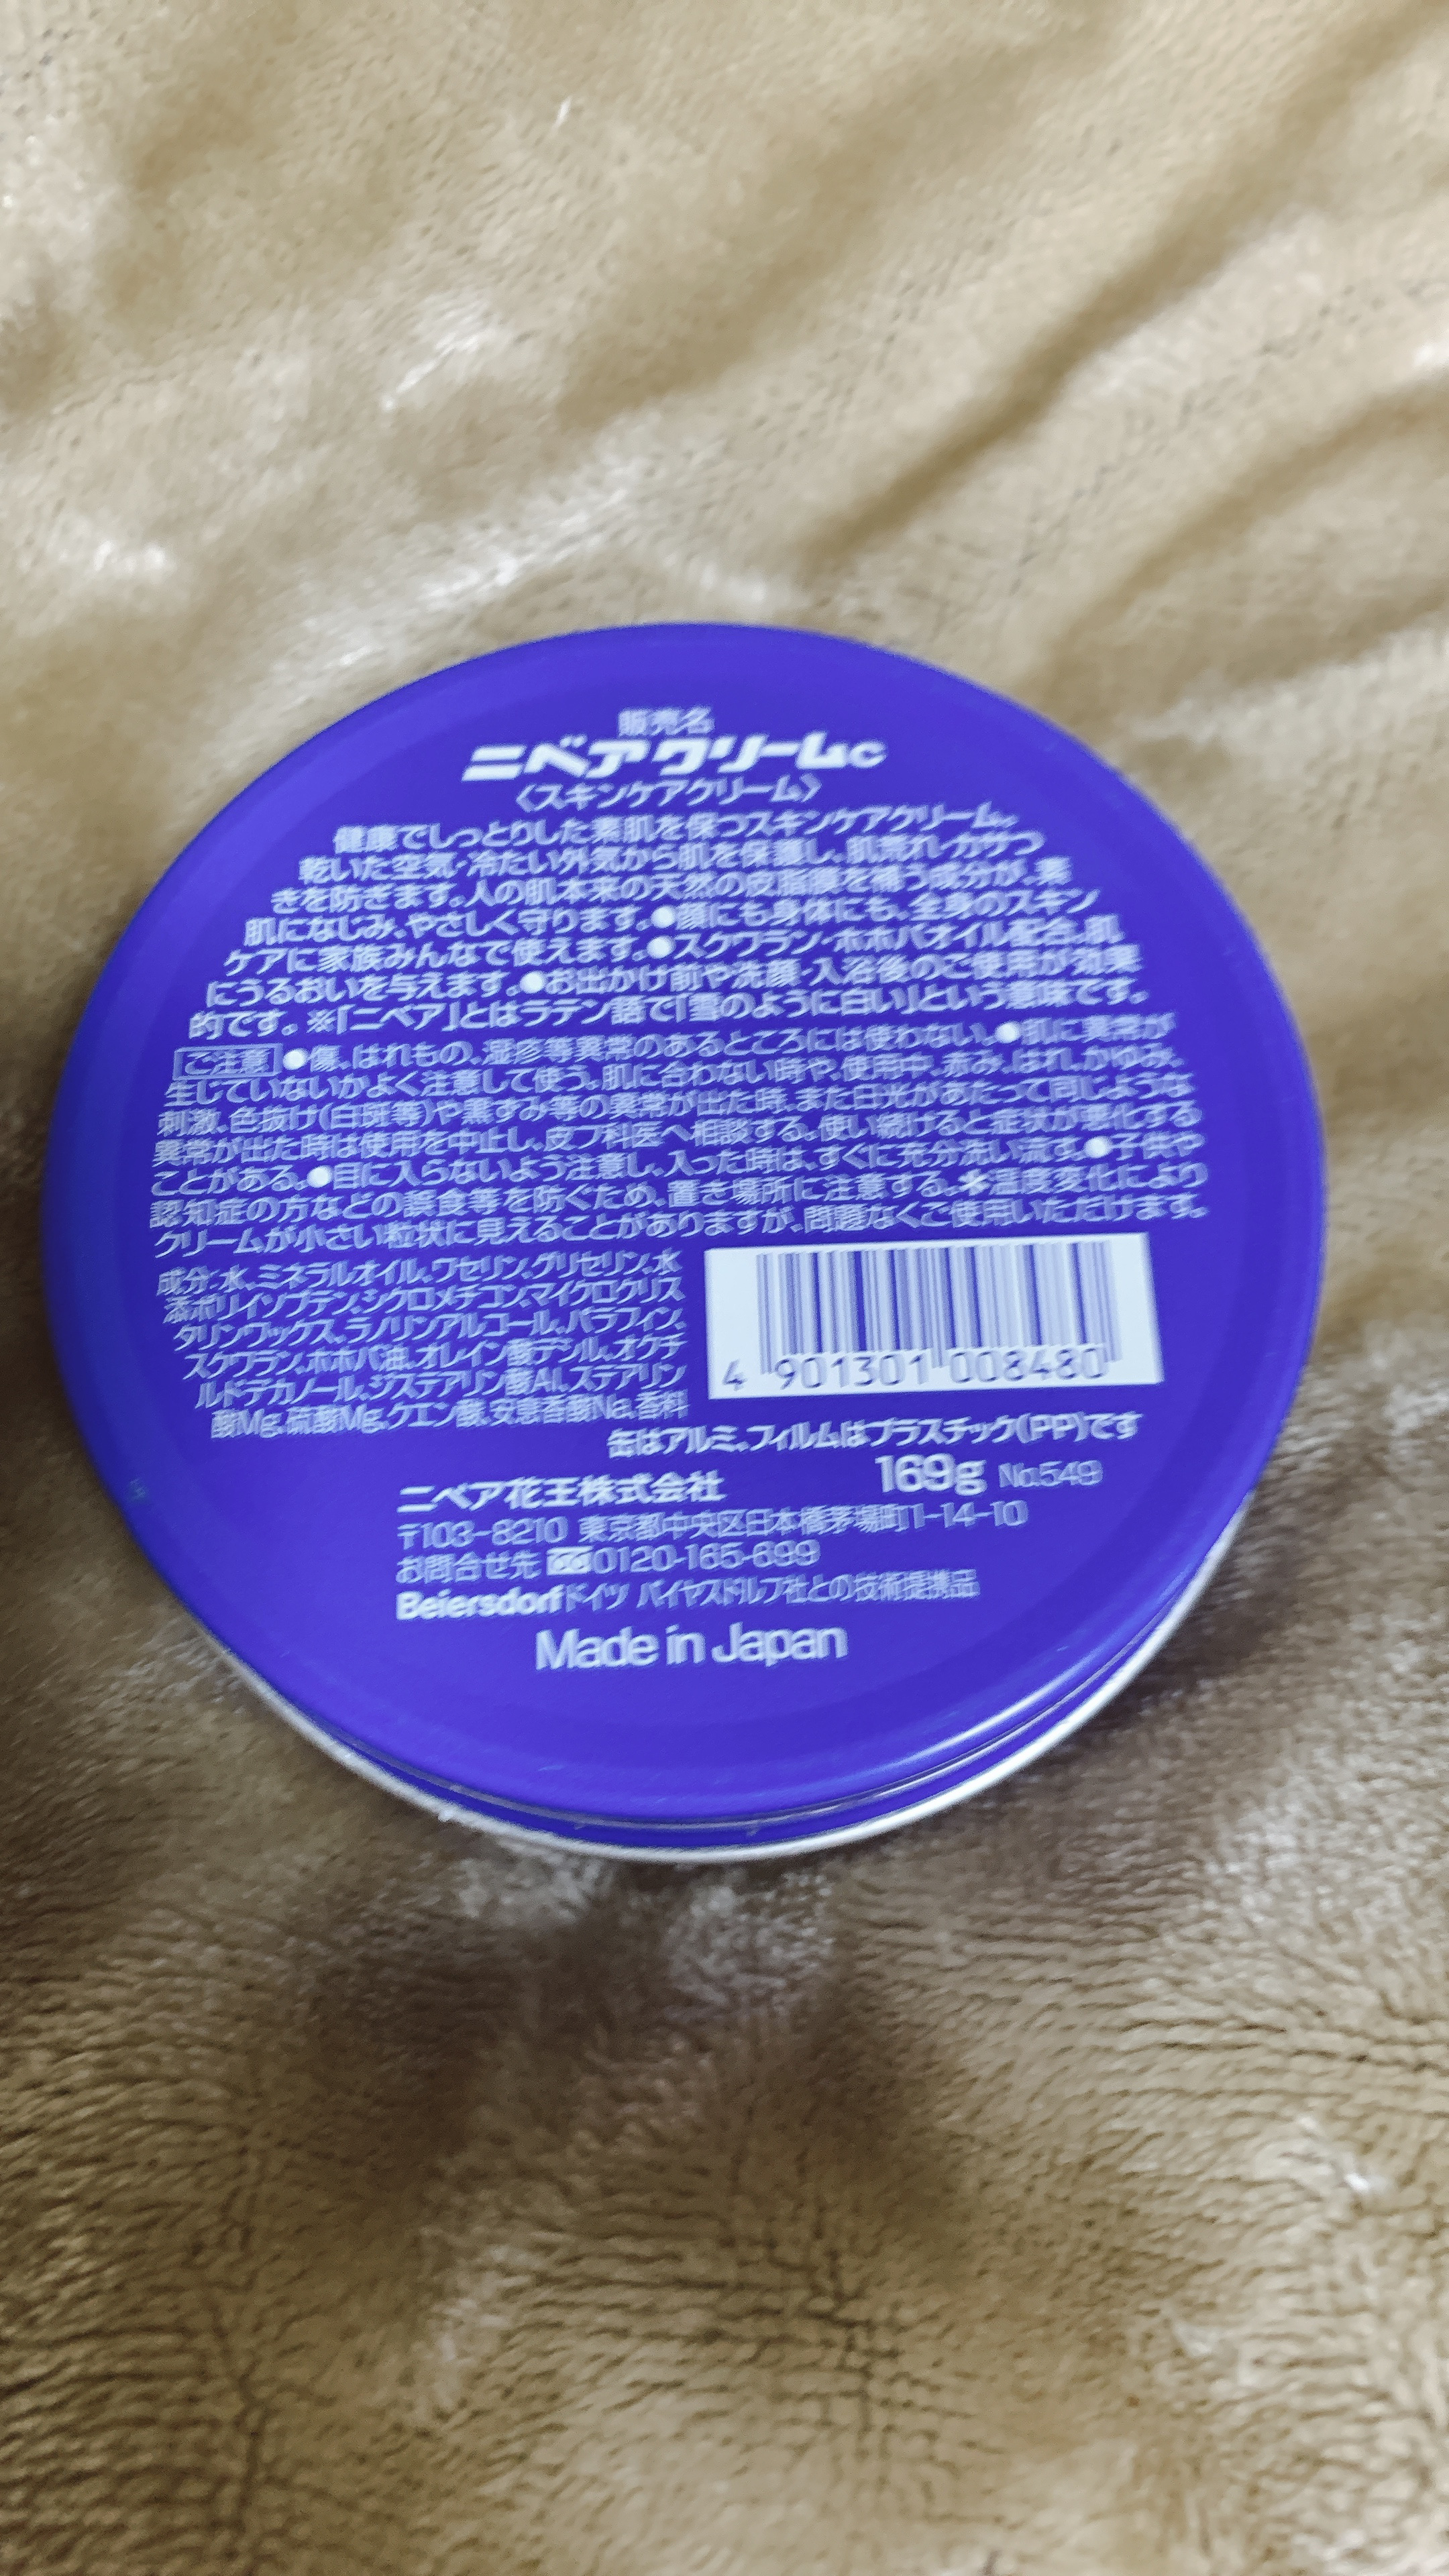 販売名
ニベアクリームc
〈スキンケアクリーム〉
健康でしっとりした素肌を保つスキンケアクリーム。
乾いた空気・冷たい外気から肌を保護し、肌荒れ・カサつ
きを防ぎます。人の肌本来の天然の皮脂膜を補う成分が、素
肌になじみ、やさしく守ります。●顔にも身体にも、全身のスキン
ケアに家族みんなで使えます。●スクワラン・ホホバオイル配合。肌
にうるおいを与えます。●お出かけ前や洗顔・入浴後のご使用が効果
的です。※「ニベア」とはラテン語で「雪のように白い」という意味です。
ご注意 ●傷、はれもの、湿疹等異常のあるところには使わない。●肌に異常が
生じていないかよく注意して使う。肌に合わない時や、使用中、赤み、はれ、かゆみ、
刺激、色抜け(白斑等)や黒ずみ等の異常が出た時、また日光があたって同じような
異常が出た時は使用を中止し、皮フ科医へ相談する。使い続けると症状が悪化する
ことがある。●目に入らないよう注意し、入った時は、すぐに充分洗い流す。●子供や
認知症の方などの誤食等を防ぐため、置き場所に注意する。＊温度変化により
クリームが小さい粒状に見えることがありますが、問題なくご使用いただけます。
成分:水、ミネラルオイル、ワセリン、グリセリン、水
添ポリイソブテン、シクロメチコン、マイクロクリス
タリンワックス、ラノリンアルコール、パラフィン、
スクワラン、ホホバ油、オレイン酸デシル、オクチ
ルドデカノール、ジステアリン酸Al、ステアリン
酸Mg、硫酸Mg、クエン酸、安息香酸Na、香料
4 901301 008480
缶はアルミ、フィルムはプラスチック(PP)です
169g No.549
ニベア花王株式会社
〒103-8210 東京都中央区日本橋茅場町1-14-10
お問合せ先 0120-165-699
Beiersdorfドイツ バイヤスドルフ社との技術提携品
Made in Japan